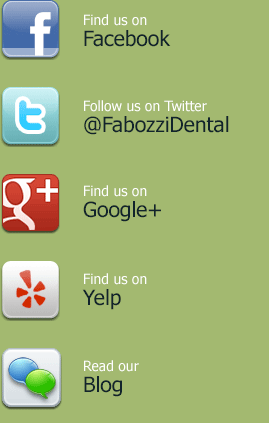 f
Find us on
Facebook
t
Follow us on Twitter
@FabozziDental
g+
Find us on
Google+
Find us on
Yelp
Read our
Blog